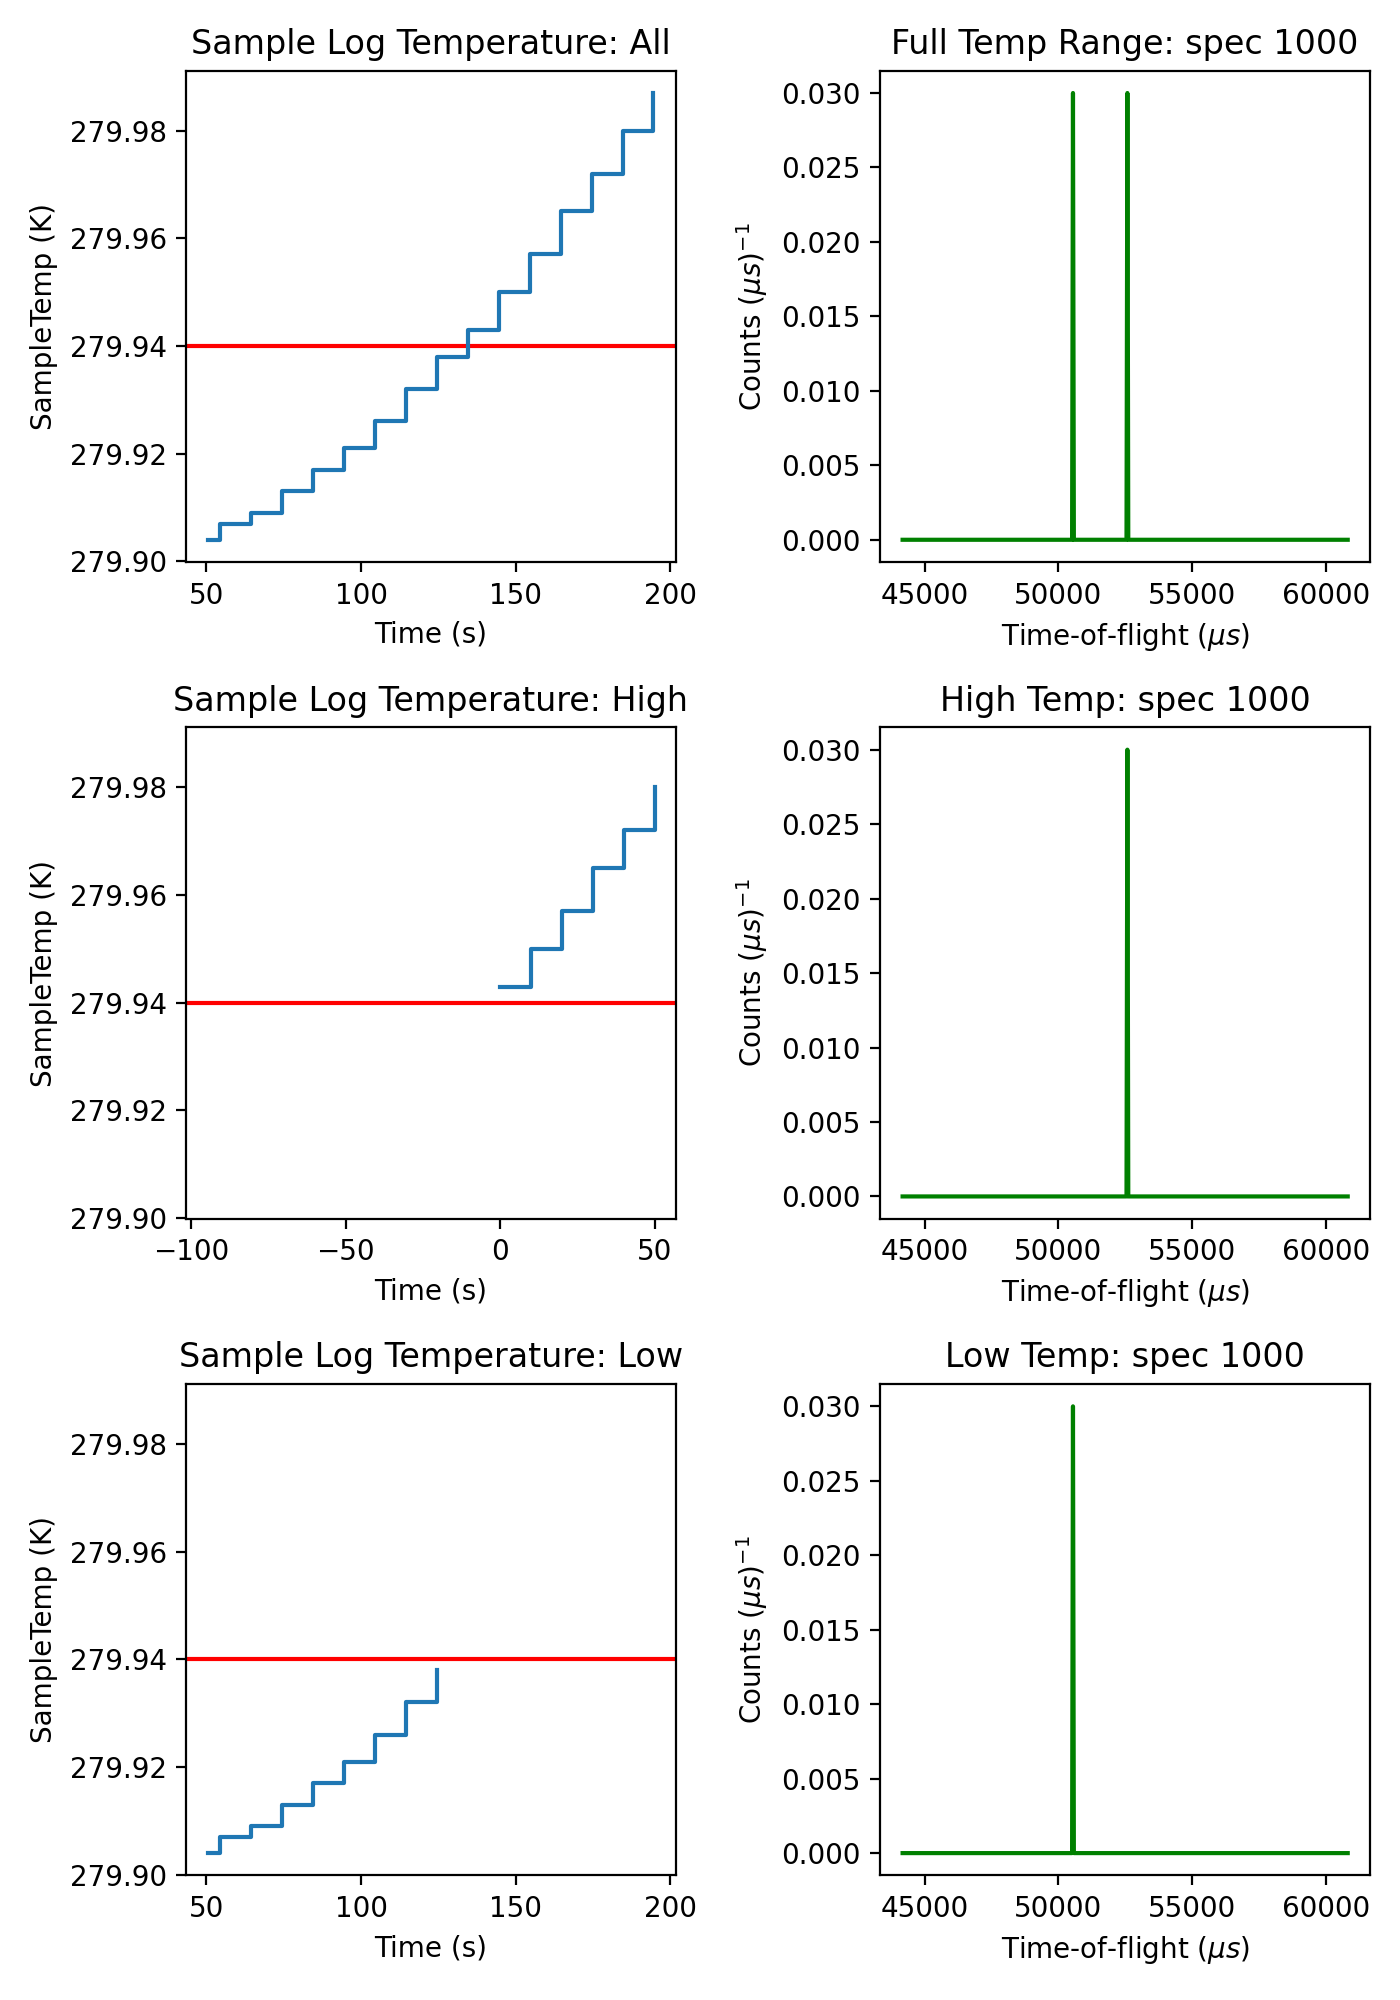 Sample Log Temperature: All
SampleTemp (K)
279.98
279.96
279.94
279.92
279.90
50 100 150 200
Time (s)
Full Temp Range: spec 1000
Counts (μs)⁻¹
0.030
0.025
0.020
0.015
0.010
0.005
0.000
45000 50000 55000 60000
Time-of-flight (μs)
Sample Log Temperature: High
SampleTemp (K)
279.98
279.96
279.94
279.92
279.90
−100 −50 0 50
Time (s)
High Temp: spec 1000
Counts (μs)⁻¹
0.030
0.025
0.020
0.015
0.010
0.005
0.000
45000 50000 55000 60000
Time-of-flight (μs)
Sample Log Temperature: Low
SampleTemp (K)
279.98
279.96
279.94
279.92
279.90
50 100 150 200
Time (s)
Low Temp: spec 1000
Counts (μs)⁻¹
0.030
0.025
0.020
0.015
0.010
0.005
0.000
45000 50000 55000 60000
Time-of-flight (μs)